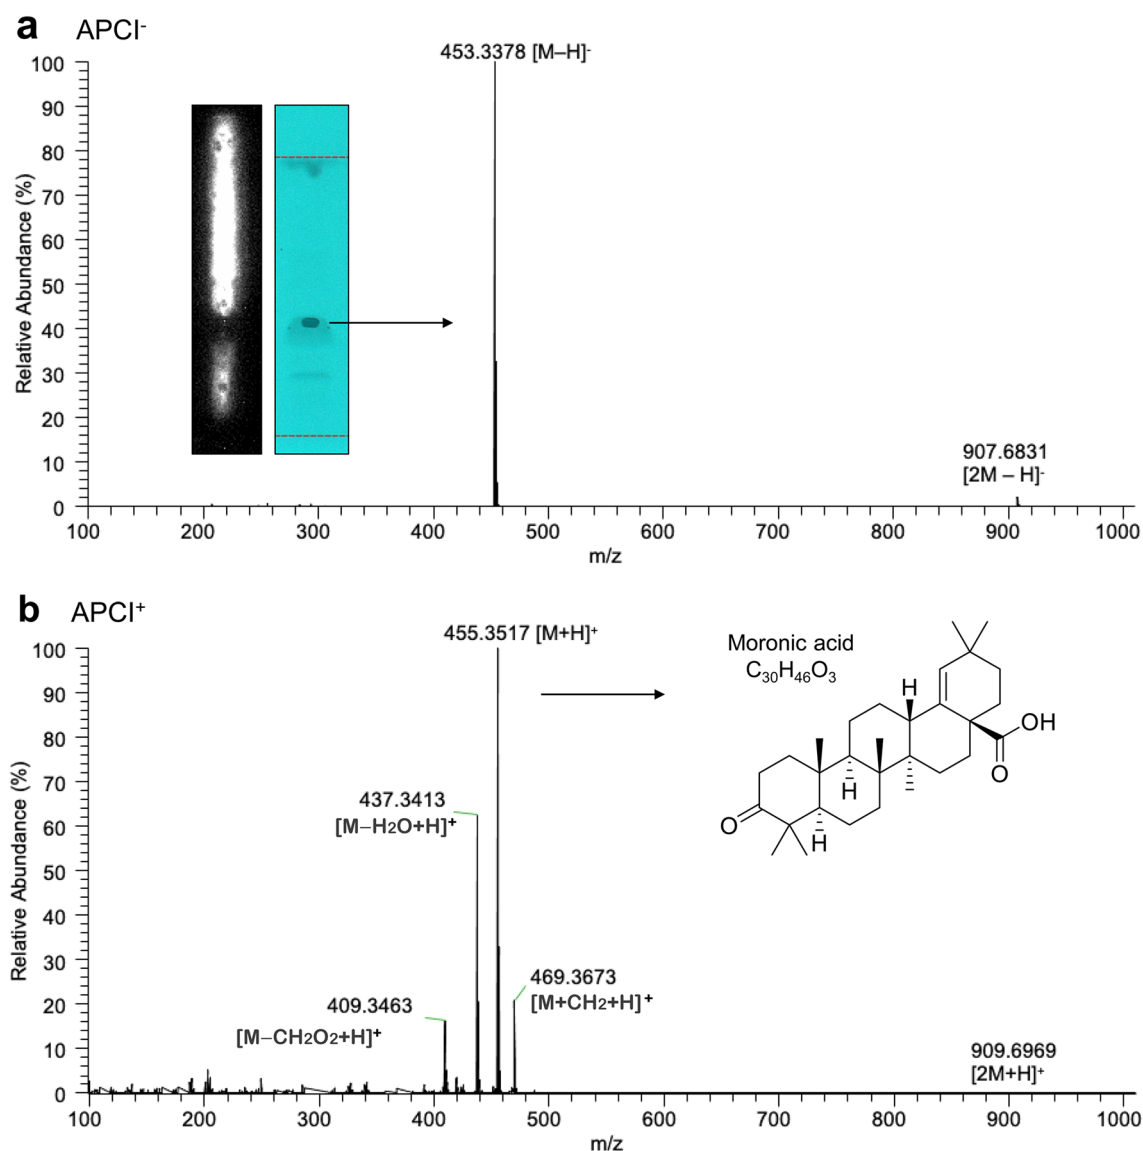 a APCI-
453.3378 [M–H]-
100
90
80
70
60
50
40
30
20
10
0
Relative Abundance (%)
907.6831
[2M – H]-
100 200 300 400 500 600 700 800 900 1000
m/z
b APCI+
455.3517 [M+H]+
Moronic acid
C30H46O3
H
OH
O
H
O
H
100
90
80
70
60
50
40
30
20
10
0
Relative Abundance (%)
437.3413
[M–H2O+H]+
469.3673
[M+CH2+H]+
409.3463
[M–CH2O2+H]+
909.6969
[2M+H]+
100 200 300 400 500 600 700 800 900 1000
m/z